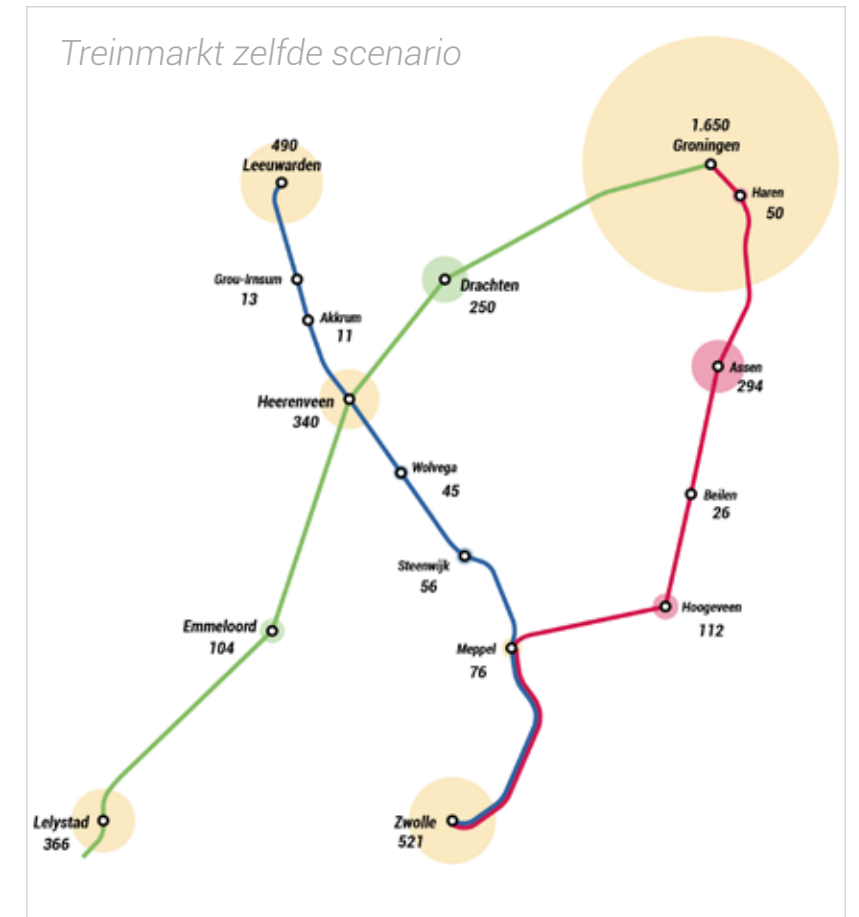 Treinmarkt zelfde scenario
1.650
Groningen
490
Leeuwarden
Haren
50
Grou-Irnsum
13
Drachten
250
Akkrum
11
Assen
294
Heerenveen
340
Wolvega
45
Beilen
26
Steenwijk
56
Hoogeveen
112
Emmeloord
104
Meppel
76
Lelystad
366
Zwolle
521